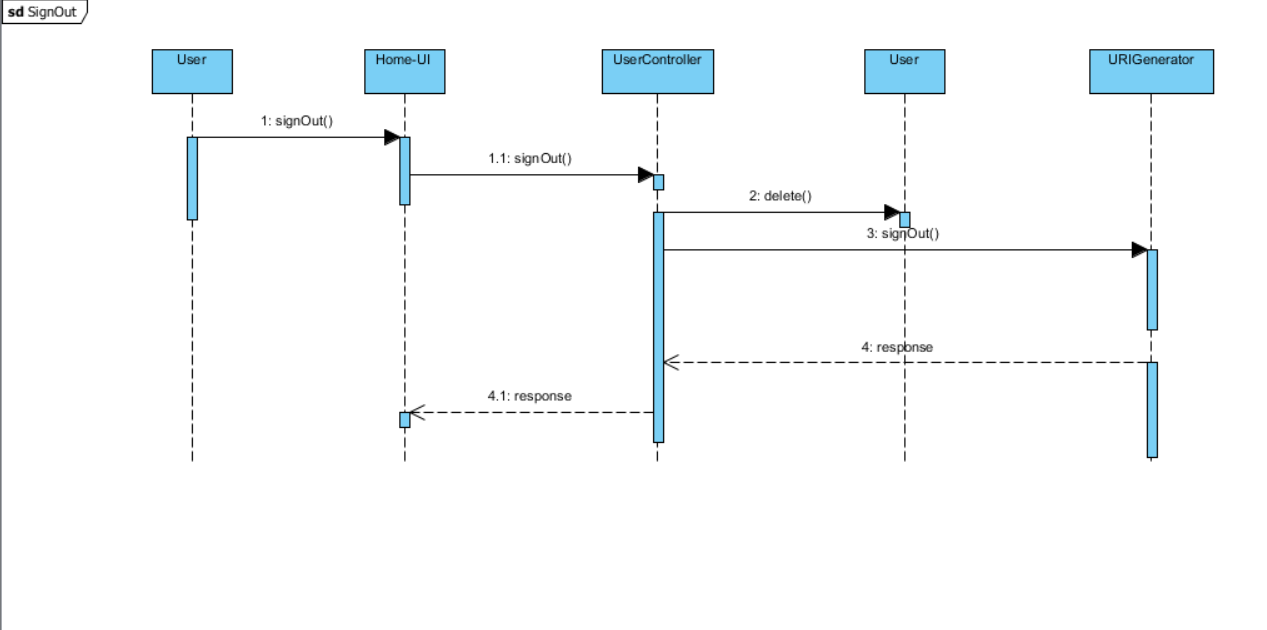 sd SignOut
User
Home-UI
UserController
User
URIGenerator
1: signOut()
1.1: signOut()
2: delete()
3: signOut()
4: response
4.1: response